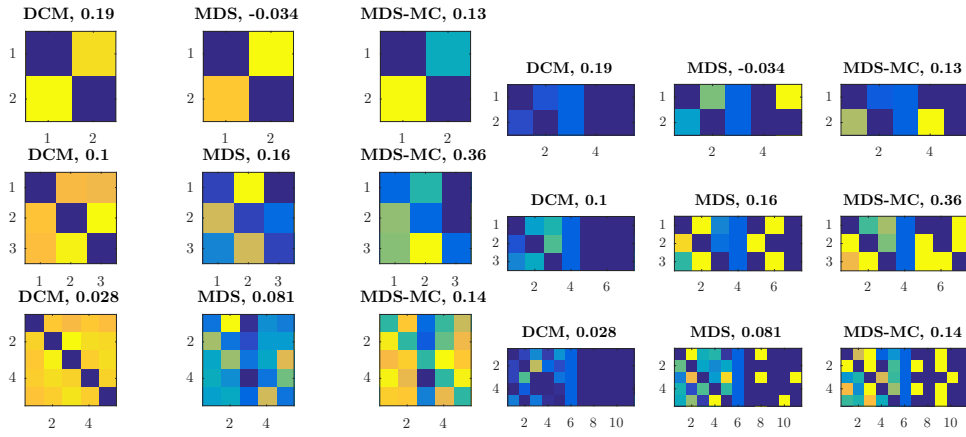 DCM, 0.19
MDS, -0.034
MDS-MC, 0.13
1
2
1 2
1
2
1 2
1
2
1 2
DCM, 0.1
MDS, 0.16
MDS-MC, 0.36
1
2
3
1 2 3
1
2
3
1 2 3
1
2
3
1 2 3
DCM, 0.028
MDS, 0.081
MDS-MC, 0.14
2
4
2 4
2
4
2 4
2
4
2 4
DCM, 0.19
MDS, -0.034
MDS-MC, 0.13
1
2
2 4
1
2
2 4
1
2
2 4
DCM, 0.1
MDS, 0.16
MDS-MC, 0.36
1
2
3
2 4 6
1
2
3
2 4 6
1
2
3
2 4 6
DCM, 0.028
MDS, 0.081
MDS-MC, 0.14
2
4
2 4 6 8 10
2
4
2 4 6 8 10
2
4
2 4 6 8 10